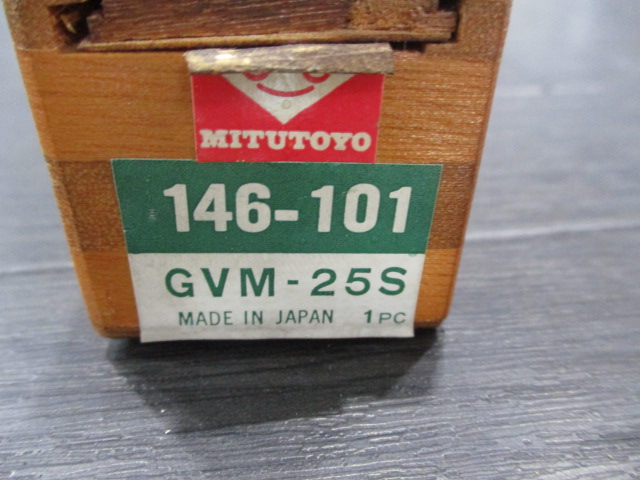 MITUTOYO
146-101
GVM-25S
MADE IN JAPAN 1PC